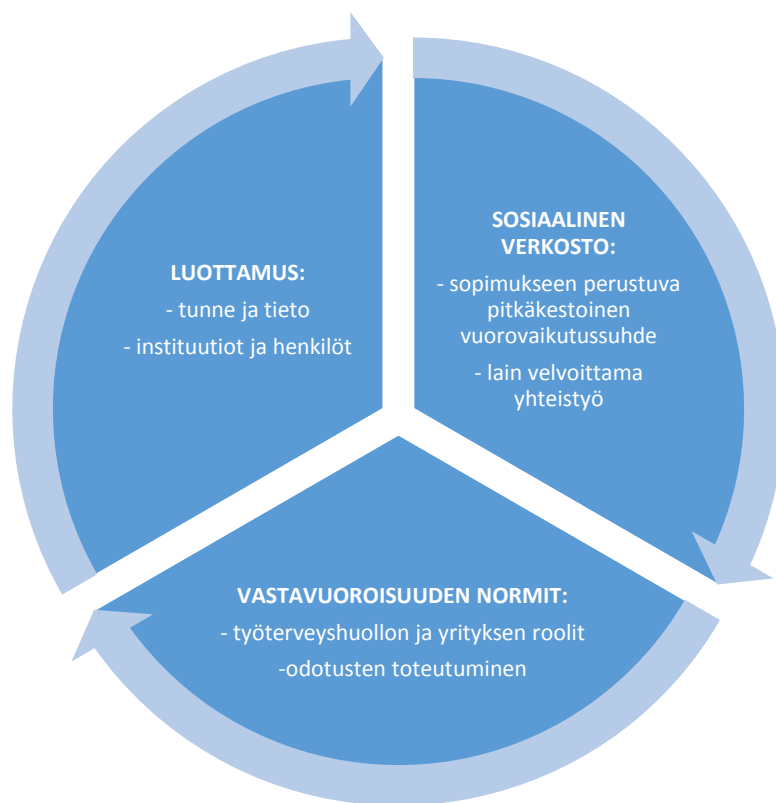 LUOTTAMUS:
- tunne ja tieto
- instituutiot ja henkilöt
SOSIAALINEN
VERKOSTO:
- sopimukseen perustuva
pitkäkestoinen
vuorovaikutussuhde
- lain velvoittama
yhteistyö
VASTAVUOROISUUDEN NORMIT:
- työterveyshuollon ja yrityksen roolit
-odotusten toteutuminen